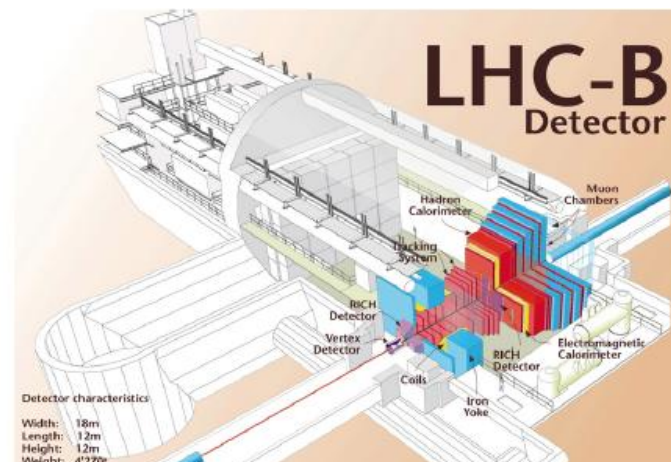 LHC-B
Detector
Muon
Chambers
Hadron
Calorimeter
Tracking
System
RICH
Detector
Vertex
Detector
Coils
Iron
Yoke
RICH
Detector
Electromagnetic
Calorimeter
Detector characteristics
Width: 18m
Length: 12m
Height: 12m
Weight: